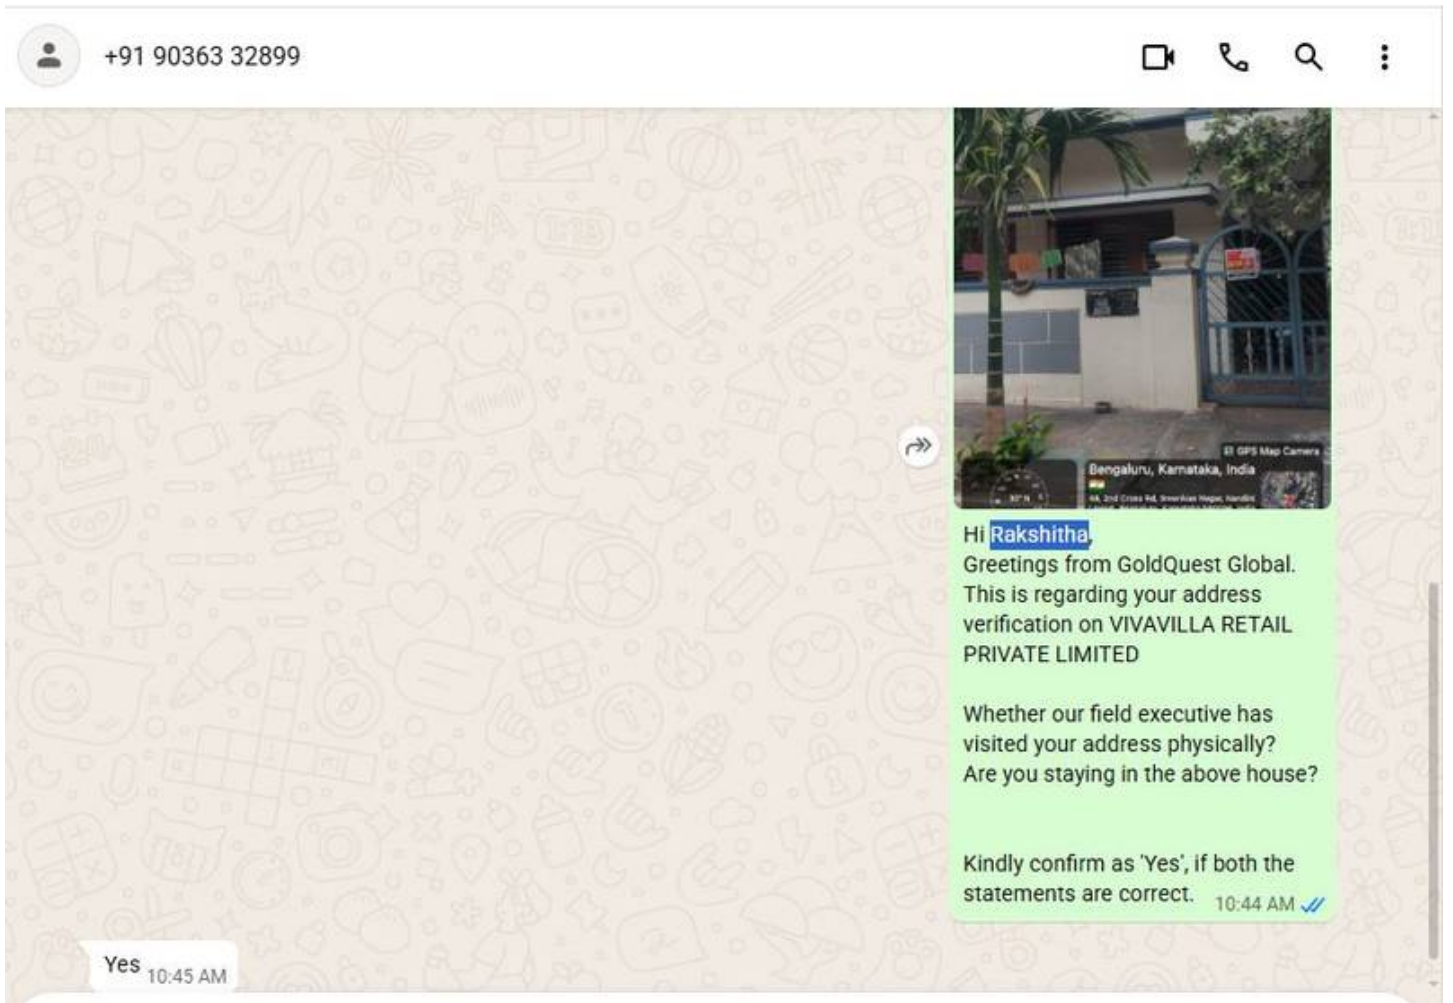 +91 90363 32899
GPS Map Camera
Bengaluru, Karnataka, India
Hi Rakshitha,
Greetings from GoldQuest Global.
This is regarding your address
verification on VIVAVILLA RETAIL
PRIVATE LIMITED
Whether our field executive has
visited your address physically?
Are you staying in the above house?
Kindly confirm as 'Yes', if both the
statements are correct.
10:44 AM
Yes
10:45 AM